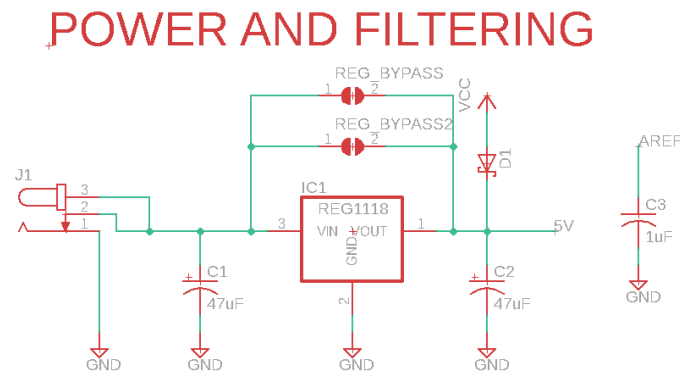 POWER AND FILTERING
REG_BYPASS
1 2
VCC
REG_BYPASS2
1 2
D1
AREF
J1
3
2
1
IC1
REG1118
3
VIN
VOUT
1
GND
2
5V
C3
1uF
GND
C1
47uF
C2
47uF
GND
GND
GND
GND